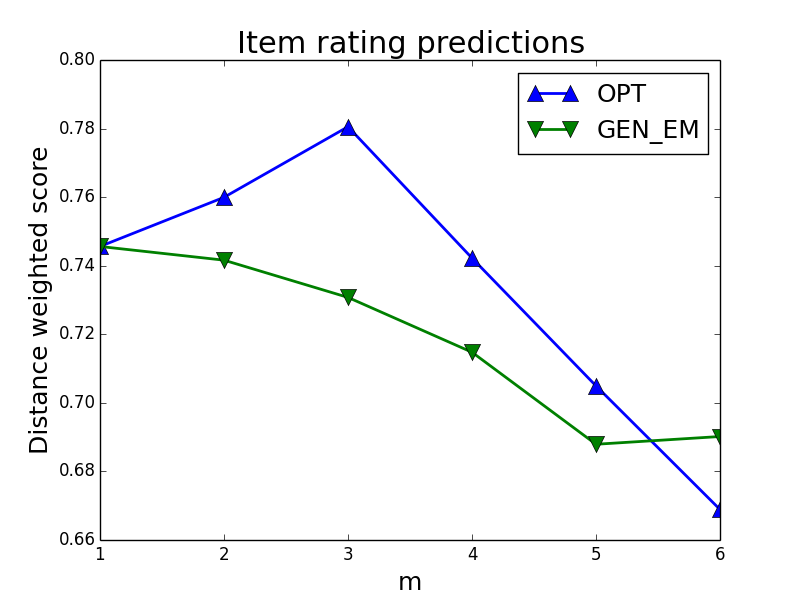 Item rating predictions
OPT
GEN_EM
Distance weighted score
0.80
0.78
0.76
0.74
0.72
0.70
0.68
0.66
1 2 3 4 5 6
m